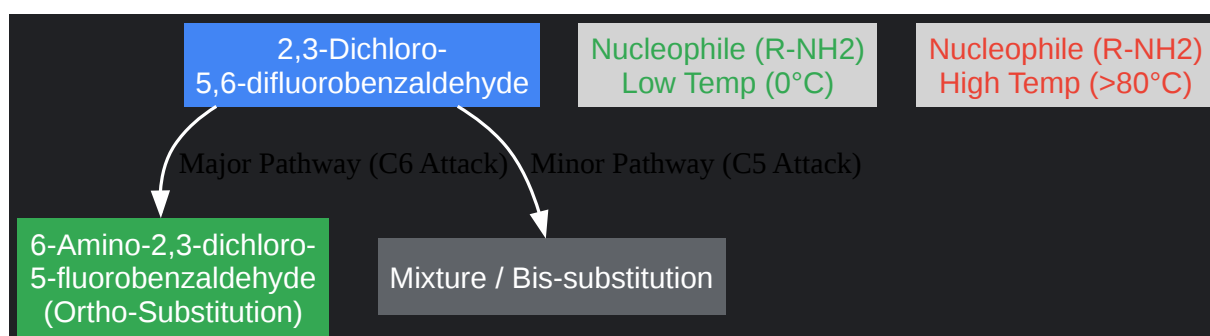 2,3-Dichloro-
5,6-difluorobenzaldehyde
Nucleophile (R-NH2)
Low Temp (0°C)
Nucleophile (R-NH2)
High Temp (>80°C)
Major Pathway (C6 Attack)
Minor Pathway (C5 Attack)
6-Amino-2,3-dichloro-
5-fluorobenzaldehyde
(Ortho-Substitution)
Mixture / Bis-substitution